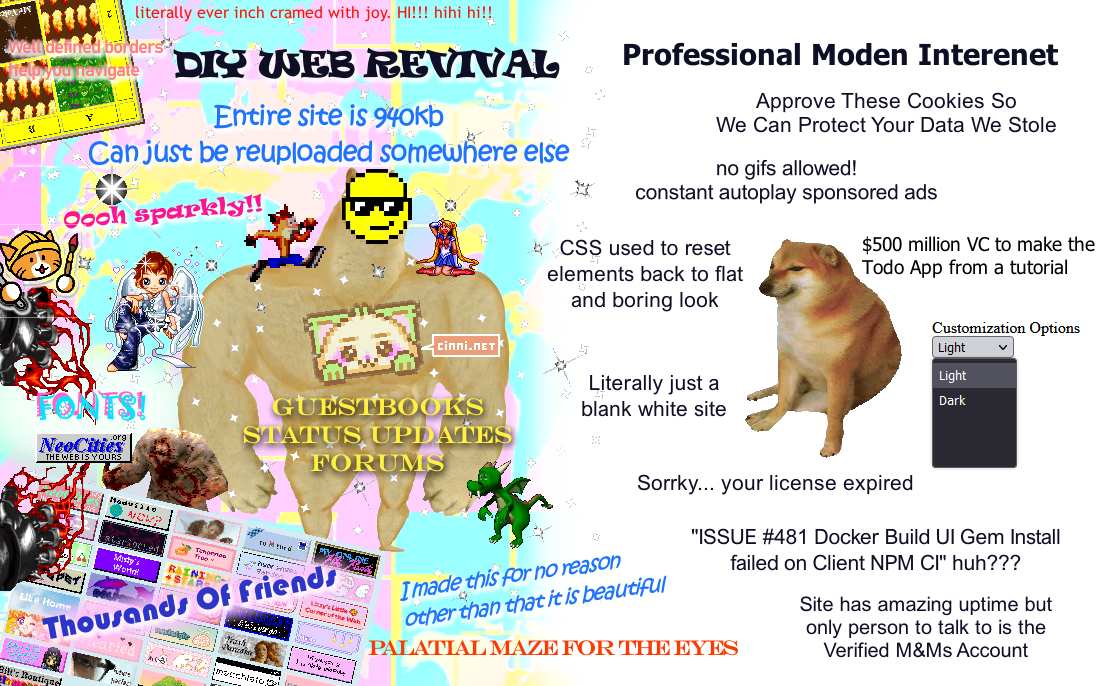 literally ever inch cramed with joy. HI!!! hihi hi!!
Well defined borders
help you navigate
DIY WEB REVIVAL
Entire site is 940kb
Can just be reuploaded somewhere else
Oooh sparkly!!
cinni.net
FONTS!
NeoCities.org
THE WEB IS YOURS
GUESTBOOKS
STATUS UPDATES
FORUMS
Thousands Of Friends
I made this for no reason
other than that it is beautiful
PALATIAL MAZE FOR THE EYES
Professional Moden Interenet
Approve These Cookies So
We Can Protect Your Data We Stole
no gifs allowed!
constant autoplay sponsored ads
CSS used to reset
elements back to flat
and boring look
$500 million VC to make the
Todo App from a tutorial
Customization Options
Light
Light
Dark
Literally just a
blank white site
Sorrky... your license expired
"ISSUE #481 Docker Build UI Gem Install
failed on Client NPM CI" huh???
Site has amazing uptime but
only person to talk to is the
Verified M&Ms Account